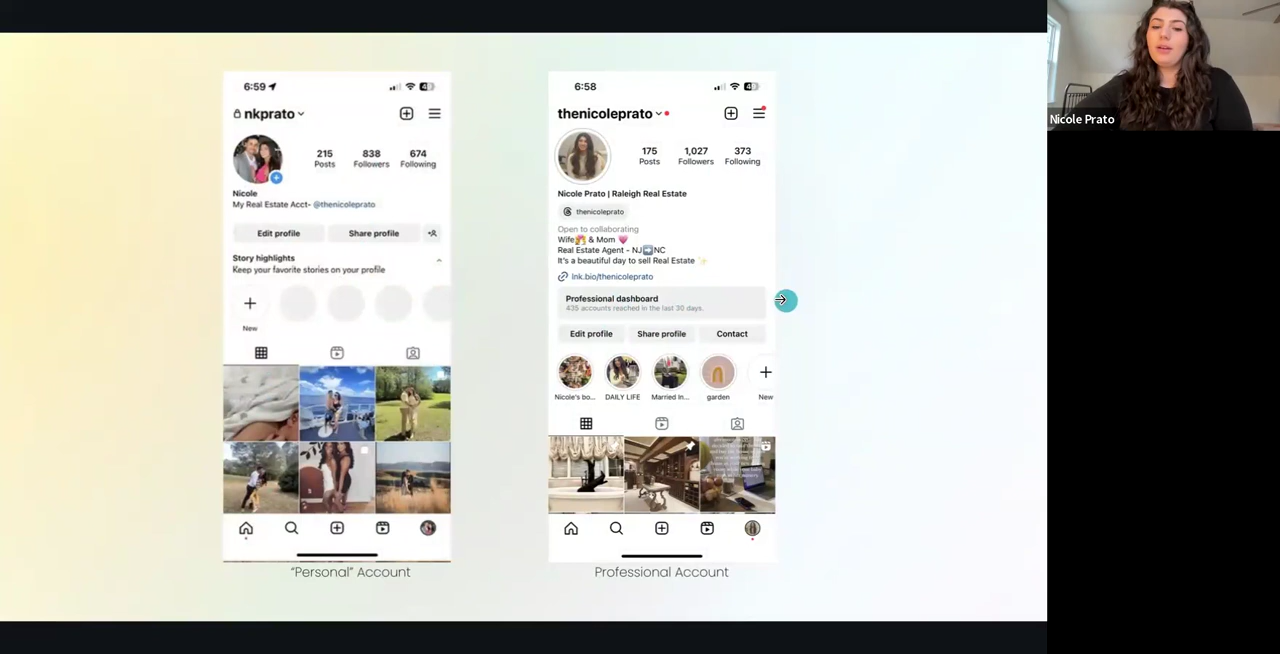 6:59
nkprato
215 838 674
Posts Followers Following
Nicole
My Real Estate Acct- @thenicoleprato
Edit profile Share profile
Story highlights
Keep your favorite stories on your profile
New
"Personal" Account
6:58
thenicoleprato
175 1,027 373
Posts Followers Following
Nicole Prato | Raleigh Real Estate
thenicoleprato
Open to collaborating
Wife & Mom
Real Estate Agent - NJ➡️NC
It's a beautiful day to sell Real Estate ✨
lnk.bio/thenicoleprato
Professional dashboard
435 accounts reached in the last 30 days.
Edit profile Share profile Contact
Nicole's bo... DAILY LIFE Married in... garden New
Professional Account
Nicole Prato